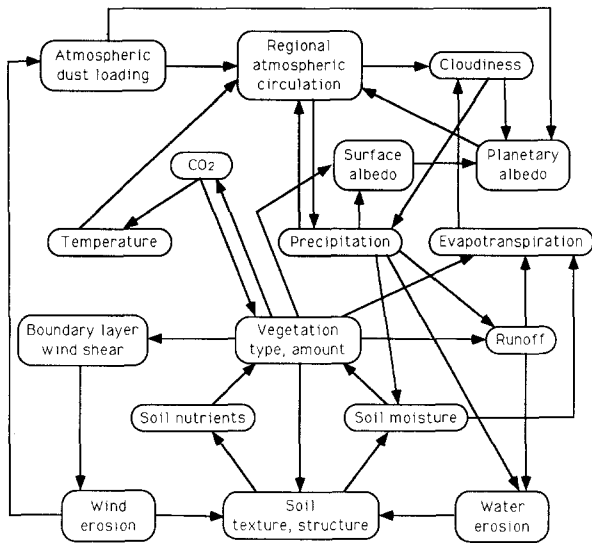 Atmospheric
dust loading
Regional
atmospheric
circulation
Cloudiness
CO2
Surface
albedo
Planetary
albedo
Temperature
Precipitation
Evapotranspiration
Boundary layer
wind shear
Vegetation
type, amount
Runoff
Soil nutrients
Soil moisture
Wind
erosion
Soil
texture, structure
Water
erosion